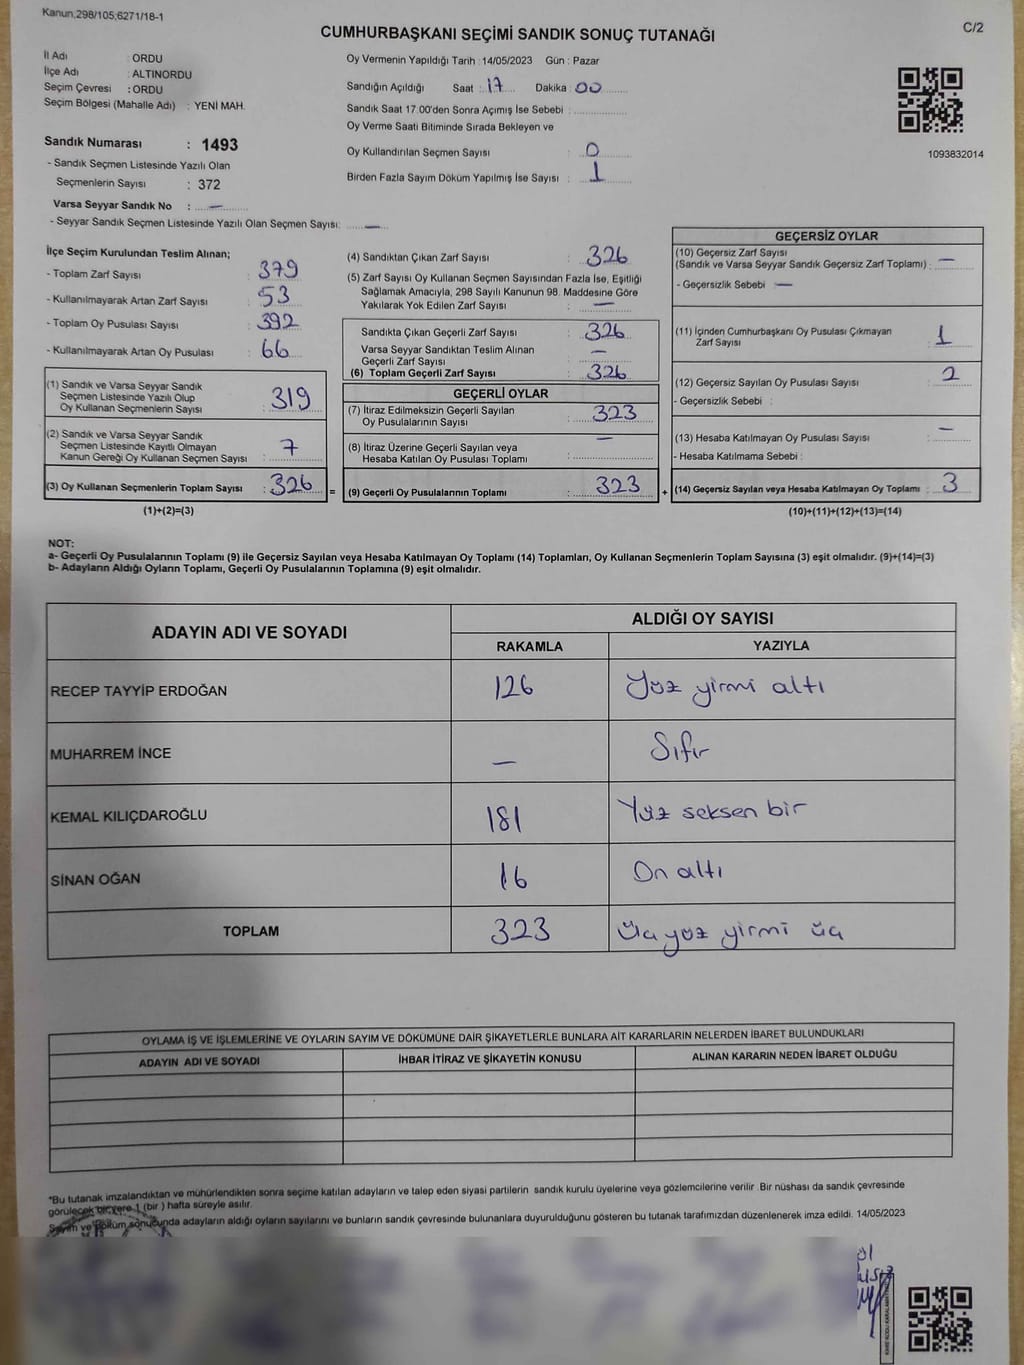 Kanun,298/105,6271/18-1
C/2
CUMHURBAŞKANI SEÇİMİ SANDIK SONUÇ TUTANAĞI
İl Adı : ORDU
İlçe Adı : ALTINORDU
Seçim Çevresi : ORDU
Seçim Bölgesi (Mahalle Adı) : YENİ MAH.
Oy Vermenin Yapıldığı Tarih : 14/05/2023 Gün : Pazar
Sandığın Açıldığı Saat : 17 Dakika : 00
Sandık Saat 17:00'den Sonra Açımış İse Sebebi :
Oy Verme Saati Bitiminde Sırada Bekleyen ve
Oy Kullandırılan Seçmen Sayısı : 0
Birden Fazla Sayım Döküm Yapılmış İse Sayısı : 1
1093832014
Sandık Numarası : 1493
- Sandık Seçmen Listesinde Yazılı Olan
Seçmenlerin Sayısı : 372
Varsa Seyyar Sandık No : —
- Seyyar Sandık Seçmen Listesinde Yazılı Olan Seçmen Sayısı: —
İlçe Seçim Kurulundan Teslim Alınan;
- Toplam Zarf Sayısı : 379
- Kullanılmayarak Artan Zarf Sayısı : 53
- Toplam Oy Pusulası Sayısı : 392
- Kullanılmayarak Artan Oy Pusulası : 66
(1) Sandık ve Varsa Seyyar Sandık
Seçmen Listesinde Yazılı Olup
Oy Kullanan Seçmenlerin Sayısı : 319
(2) Sandık ve Varsa Seyyar Sandık
Seçmen Listesinde Kayıtlı Olmayan
Kanun Gereği Oy Kullanan Seçmen Sayısı : 7
(3) Oy Kullanan Seçmenlerin Toplam Sayısı : 326 =
(1)+(2)=(3)
(4) Sandıktan Çıkan Zarf Sayısı : 326
(5) Zarf Sayısı Oy Kullanan Seçmen Sayısından Fazla İse, Eşitliği
Sağlamak Amacıyla, 298 Sayılı Kanunun 98. Maddesine Göre
Yakılarak Yok Edilen Zarf Sayısı : —
Sandıkta Çıkan Geçerli Zarf Sayısı : 326
Varsa Seyyar Sandıktan Teslim Alınan
Geçerli Zarf Sayısı : —
(6) Toplam Geçerli Zarf Sayısı : 326
GEÇERLİ OYLAR
(7) İtiraz Edilmeksizin Geçerli Sayılan
Oy Pusulalarının Sayısı : 323
(8) İtiraz Üzerine Geçerli Sayılan veya
Hesaba Katılan Oy Pusulası Toplamı : —
(9) Geçerli Oy Pusulalarının Toplamı : 323 +
GEÇERSİZ OYLAR
(10) Geçersiz Zarf Sayısı
(Sandık ve Varsa Seyyar Sandık Geçersiz Zarf Toplamı) : —
- Geçersizlik Sebebi : —
(11) İçinden Cumhurbaşkanı Oy Pusulası Çıkmayan
Zarf Sayısı : 1
(12) Geçersiz Sayılan Oy Pusulası Sayısı : 2
- Geçersizlik Sebebi :
(13) Hesaba Katılmayan Oy Pusulası Sayısı : —
- Hesaba Katılmama Sebebi :
(14) Geçersiz Sayılan veya Hesaba Katılmayan Oy Toplamı : 3
(10)+(11)+(12)+(13)=(14)
NOT:
a- Geçerli Oy Pusulalarının Toplamı (9) ile Geçersiz Sayılan veya Hesaba Katılmayan Oy Toplamı (14) Toplamları, Oy Kullanan Seçmenlerin Toplam Sayısına (3) eşit olmalıdır. (9)+(14)=(3)
b- Adayların Aldığı Oyların Toplamı, Geçerli Oy Pusulalarının Toplamına (9) eşit olmalıdır.
ADAYIN ADI VE SOYADI
ALDIĞI OY SAYISI
RAKAMLA YAZIYLA
RECEP TAYYİP ERDOĞAN 126 Yüz yirmi altı
MUHARREM İNCE — Sıfır
KEMAL KILIÇDAROĞLU 181 Yüz seksen bir
SİNAN OĞAN 16 On altı
TOPLAM 323 Üç yüz yirmi üç
OYLAMA İŞ VE İŞLEMLERİNE VE OYLARIN SAYIM VE DÖKÜMÜNE DAİR ŞİKAYETLERLE BUNLARA AİT KARARLARIN NELERDEN İBARET BULUNDUKLARI
ADAYIN ADI VE SOYADI İHBAR İTİRAZ VE ŞİKAYETİN KONUSU ALINAN KARARIN NEDEN İBARET OLDUĞU
*Bu tutanak imzalandıktan ve mühürlendikten sonra seçime katılan adayların ve talep eden siyasi partilerin sandık kurulu üyelerine veya gözlemcilerine verilir. Bir nüshası da sandık çevresinde
görülecek bir yere 1 (bir ) hafta süreyle asılır.
Sayım ve Döküm sonucunda adayların aldığı oyların sayılarını ve bunların sandık çevresinde bulunanlara duyurulduğunu gösteren bu tutanak tarafımızdan düzenlenerek imza edildi. 14/05/2023